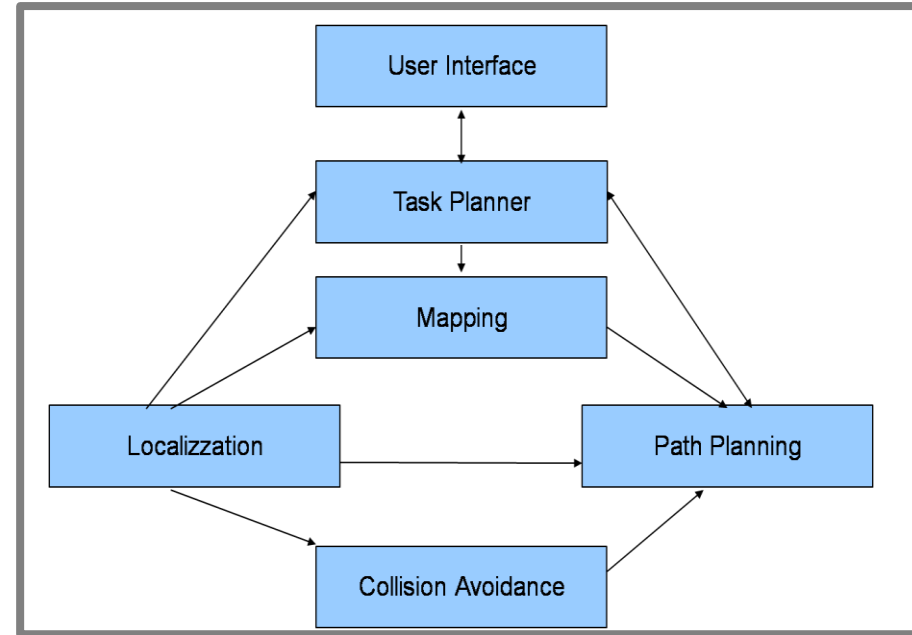 User Interface
Task Planner
Mapping
Localizzation
Path Planning
Collision Avoidance